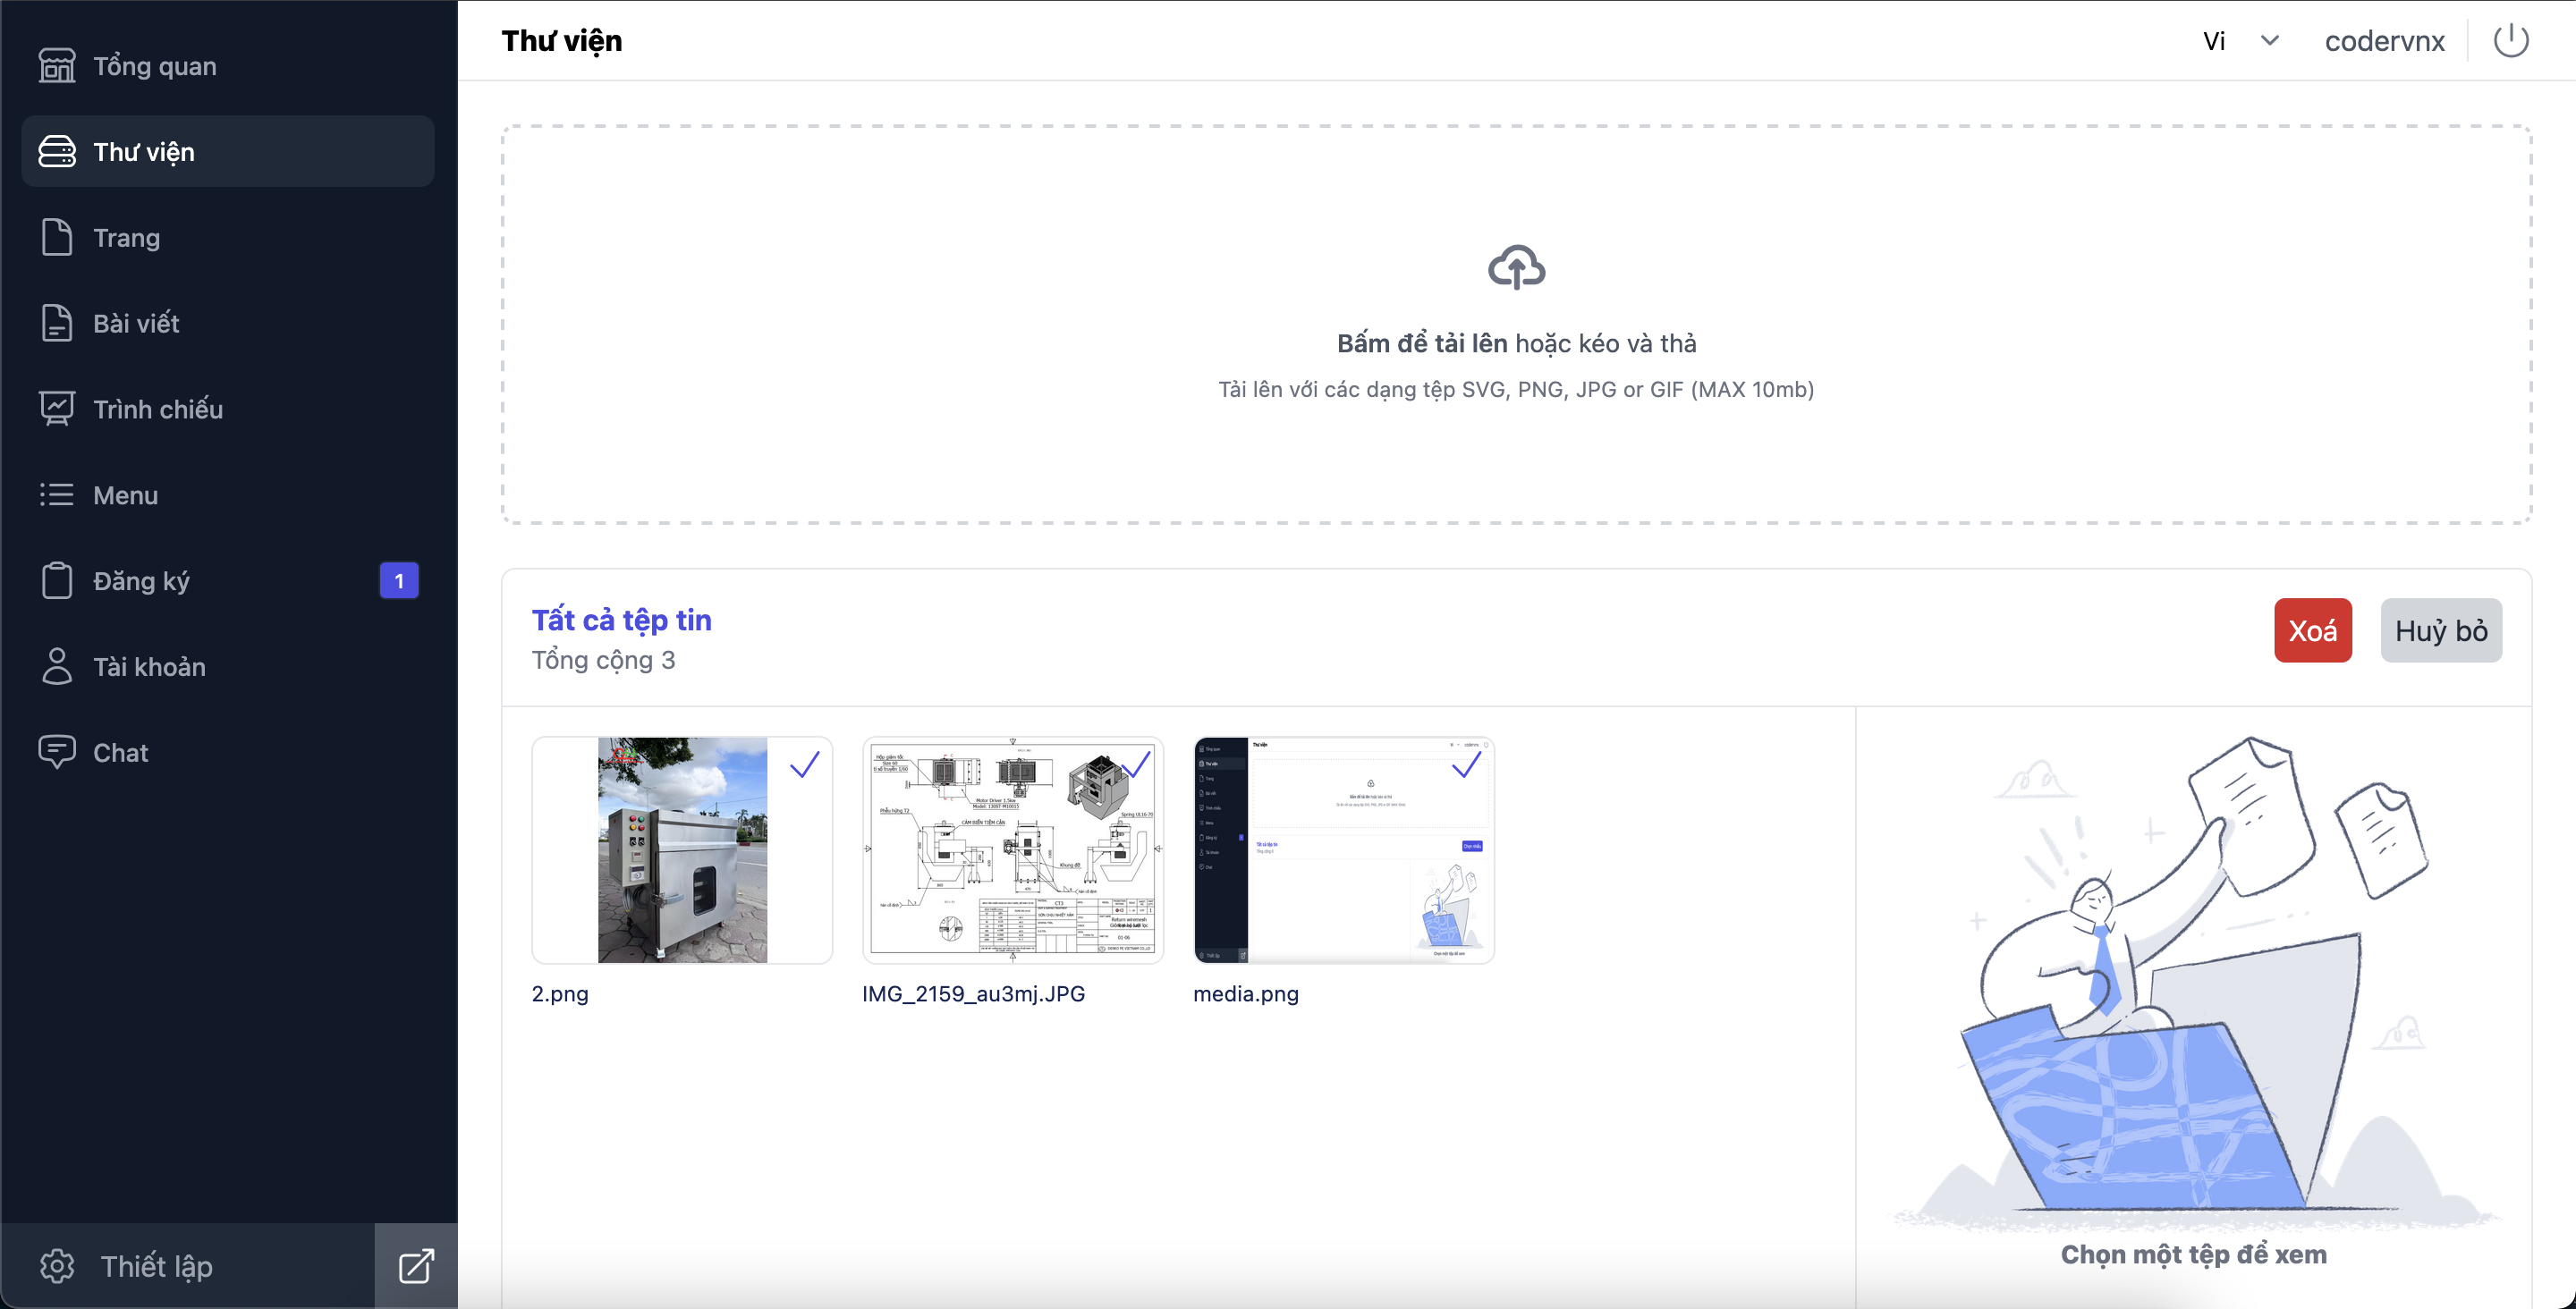 Tổng quan
Thư viện
Trang
Bài viết
Trình chiếu
Menu
Đăng ký
1
Tài khoản
Chat
Thiết lập
Thư viện
Vi
codervnx
Bấm để tải lên hoặc kéo và thả
Tải lên với các dạng tệp SVG, PNG, JPG or GIF (MAX 10mb)
Tất cả tệp tin
Tổng cộng 3
Xoá
Huỷ bỏ
2.png
IMG_2159_au3mj.JPG
media.png
Chọn một tệp để xem